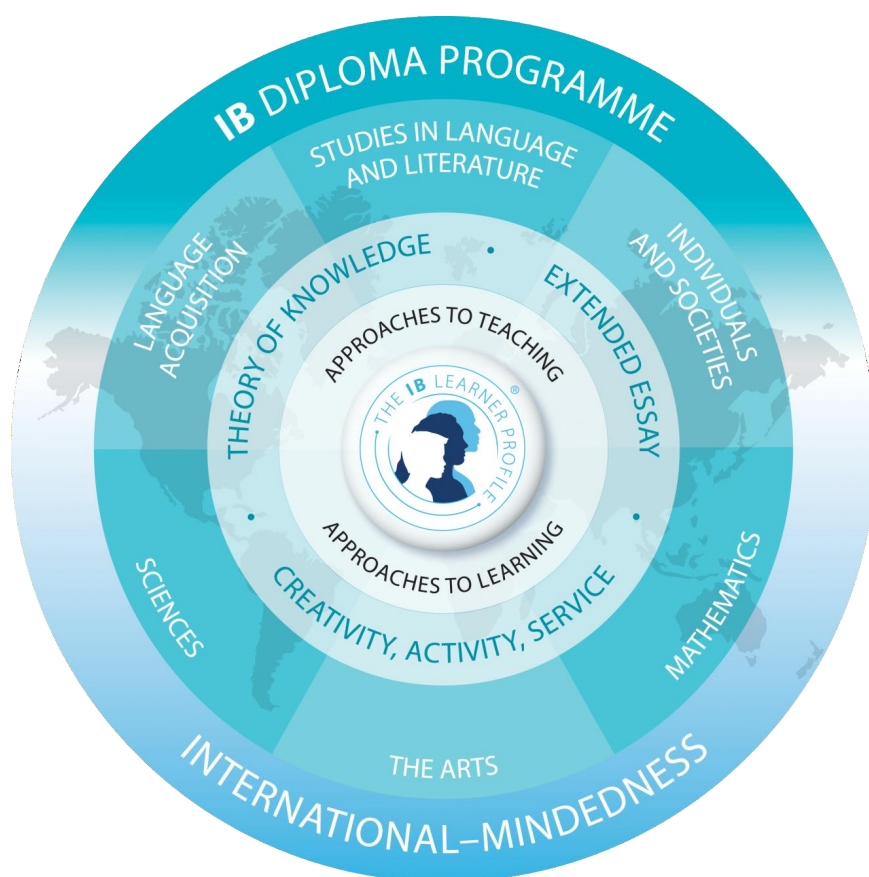 IB DIPLOMA PROGRAMME
STUDIES IN LANGUAGE
AND LITERATURE
LANGUAGE
ACQUISITION
INDIVIDUALS
AND SOCIETIES
THEORY OF KNOWLEDGE
•
EXTENDED ESSAY
•
APPROACHES TO TEACHING
• THE IB LEARNER PROFILE • ®
APPROACHES TO LEARNING
•
CREATIVITY, ACTIVITY, SERVICE
SCIENCES
MATHEMATICS
THE ARTS
INTERNATIONAL–MINDEDNESS